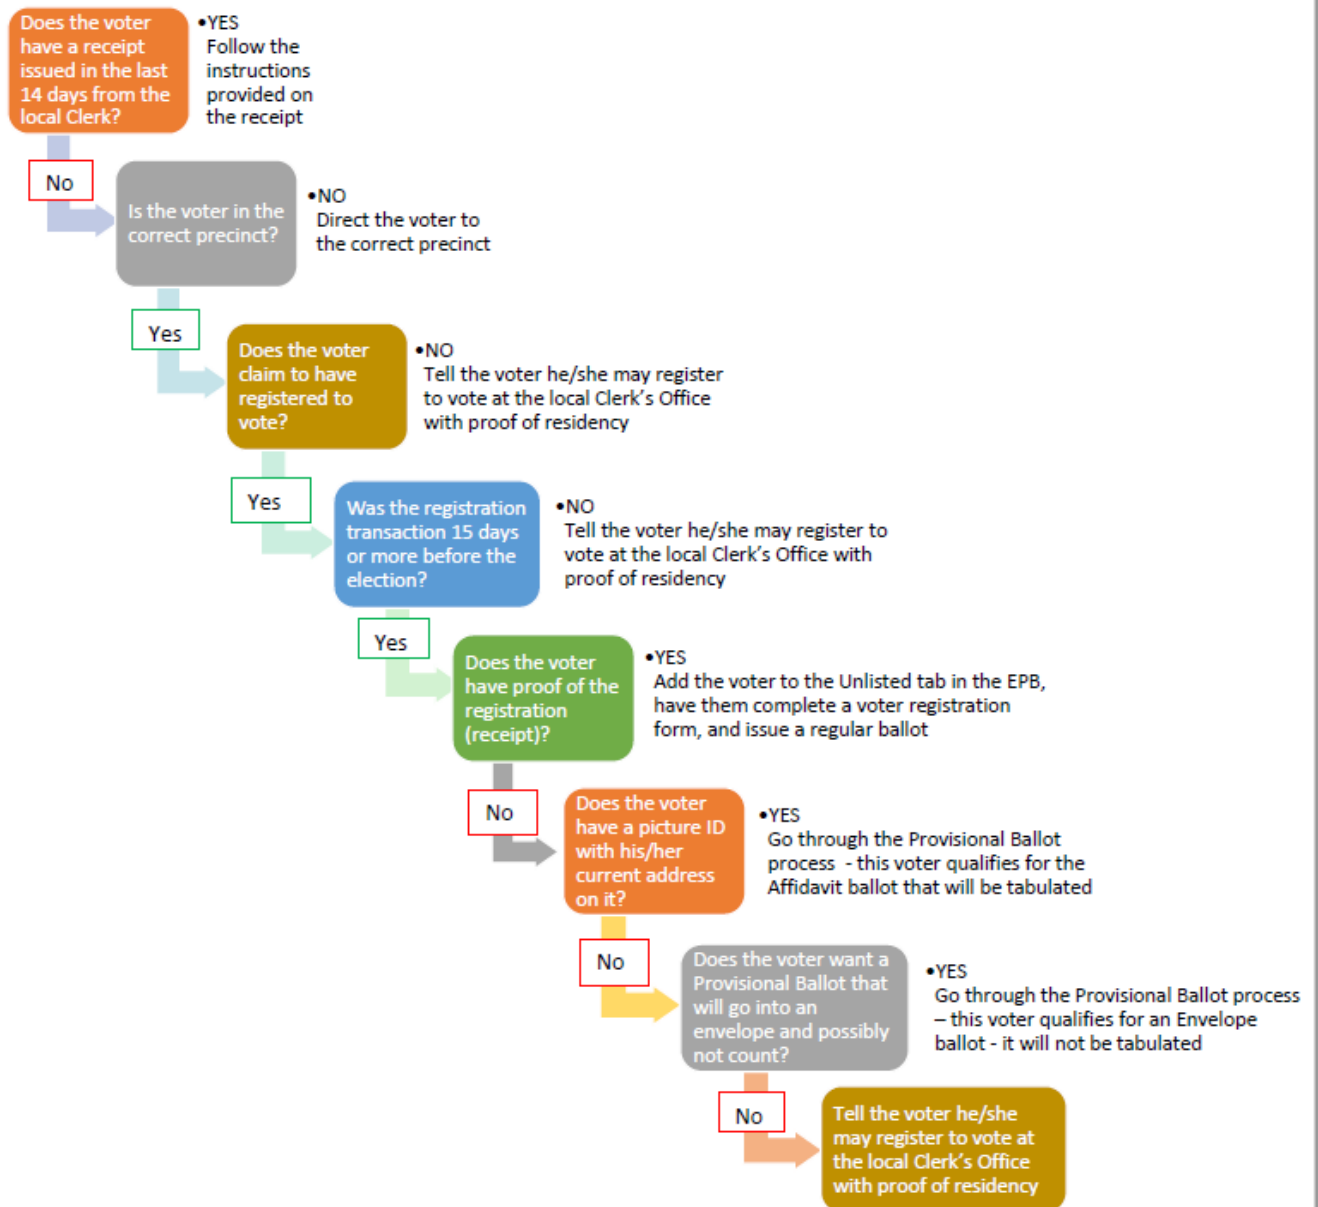 Does the voter
have a receipt
issued in the last
14 days from the
local Clerk?
•YES
Follow the
instructions
provided on
the receipt
No
Is the voter in the
correct precinct?
•NO
Direct the voter to
the correct precinct
Yes
Does the voter
claim to have
registered to
vote?
•NO
Tell the voter he/she may register
to vote at the local Clerk’s Office
with proof of residency
Yes
Was the registration
transaction 15 days
or more before the
election?
•NO
Tell the voter he/she may register to
vote at the local Clerk’s Office with
proof of residency
Yes
Does the voter
have proof of the
registration
(receipt)?
•YES
Add the voter to the Unlisted tab in the EPB,
have them complete a voter registration
form, and issue a regular ballot
No
Does the voter
have a picture ID
with his/her
current address
on it?
•YES
Go through the Provisional Ballot
process - this voter qualifies for the
Affidavit ballot that will be tabulated
No
Does the voter want a
Provisional Ballot that
will go into an
envelope and possibly
not count?
•YES
Go through the Provisional Ballot process
– this voter qualifies for an Envelope
ballot - it will not be tabulated
No
Tell the voter he/she
may register to vote at
the local Clerk’s Office
with proof of residency